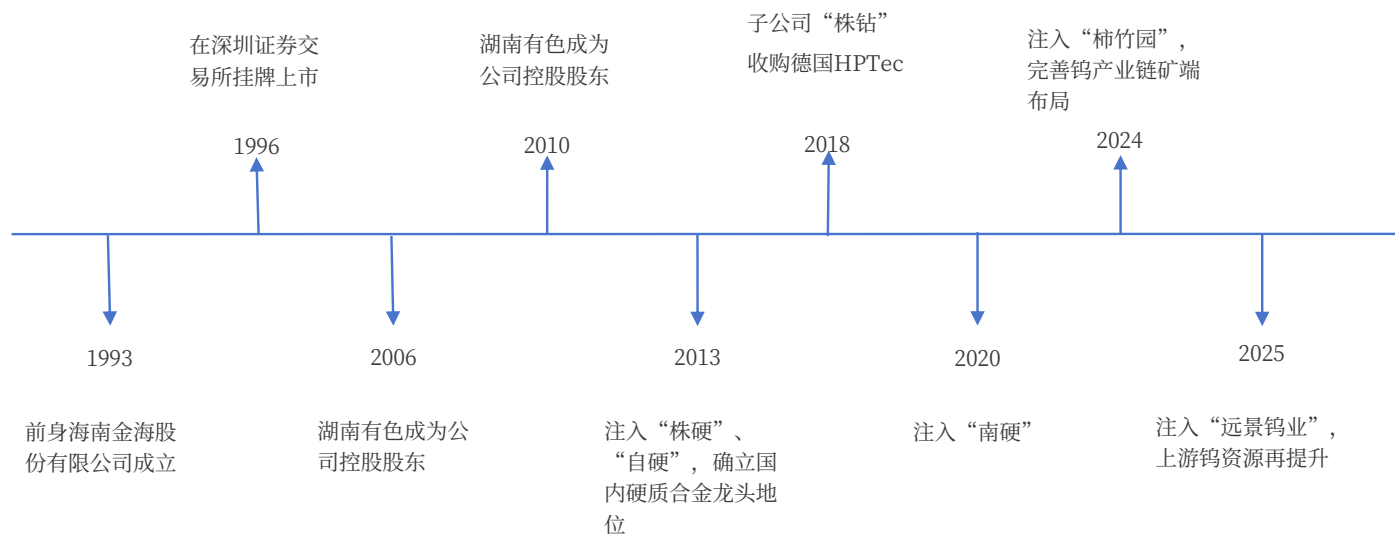 在深圳证券交
易所挂牌上市
1996
湖南有色成为
公司控股股东
2010
子公司“株钻”
收购德国HPTec
2018
注入“柿竹园”，
完善钨产业链矿端
布局
2024
1993
前身海南金海股
份有限公司成立
2006
湖南有色成为公
司控股股东
2013
注入“株硬”、
“自硬”，确立国
内硬质合金龙头地
位
2020
注入“南硬”
2025
注入“远景钨业”，
上游钨资源再提升